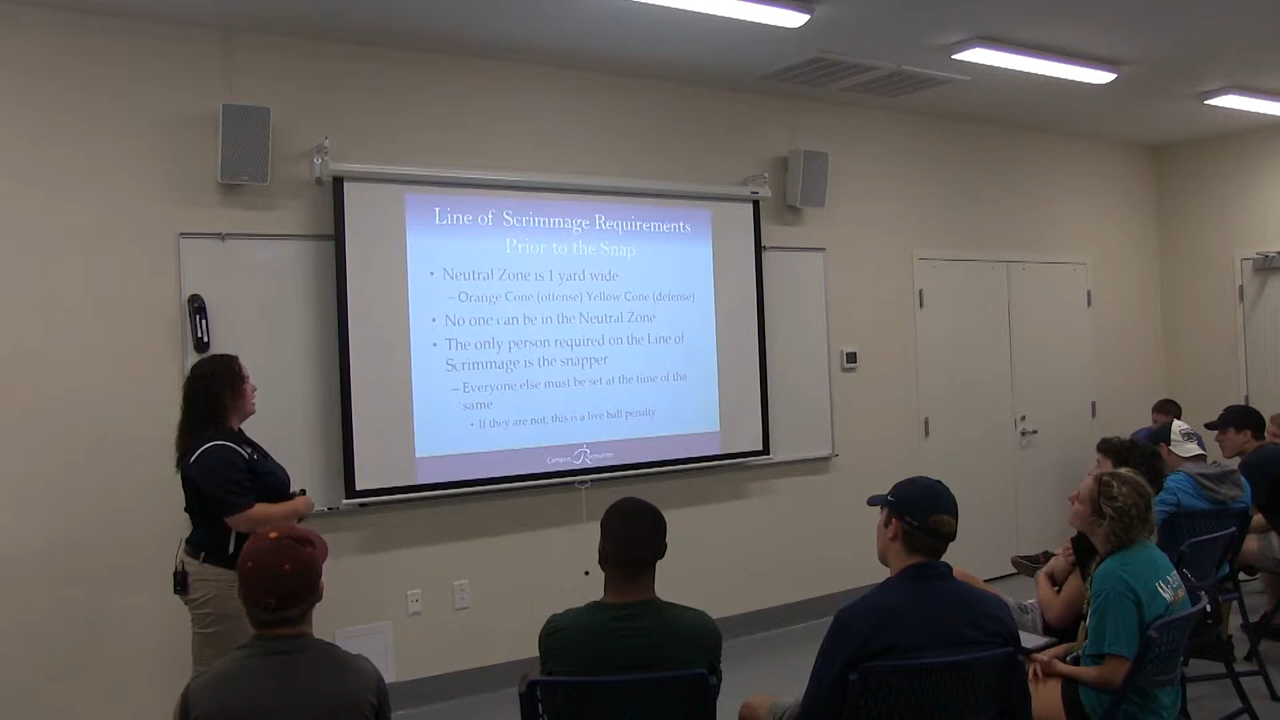 Line of Scrimmage Requirements
Prior to the Snap
• Neutral Zone is 1 yard wide
– Orange Cone (offense) Yellow Cone (defense)
• No one can be in the Neutral Zone
• The only person required on the Line of
Scrimmage is the snapper
– Everyone else must be set at the time of the
same
• If they are not, this is a live ball penalty
Campus Recreation